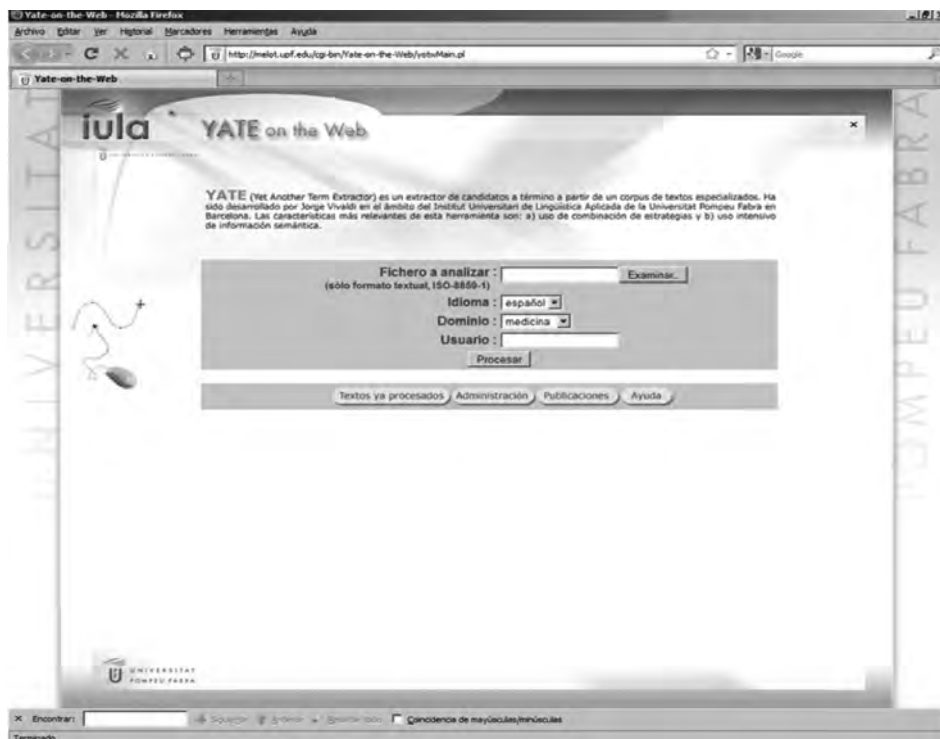 Yate-on-the-Web - Mozilla Firefox
Archivo Editar Ver Historial Marcadores Herramientas Ayuda
http://melot.upf.edu/cgi-bin/Yate-on-the-Web/yotwMain.pl
Google
Yate-on-the-Web
iula
YATE on the Web
YATE (Yet Another Term Extractor) es un extractor de candidatos a término a partir de un corpus de textos especializados. Ha
sido desarrollado por Jorge Vivaldi en el ámbito del Institut Universitari de Lingüística Aplicada de la Universitat Pompeu Fabra en
Barcelona. Las características más relevantes de esta herramienta son: a) uso de combinación de estrategias y b) uso intensivo
de información semántica.
Fichero a analizar :
Examinar..
(sólo formato textual, ISO-8859-1)
Idioma : español
Dominio : medicina
Usuario :
Procesar
Textos ya procesados Administración Publicaciones Ayuda
UNIVERSITAT
POMPEU FABRA
UNIVERSITAT
POMPEU FABRA
Encontrar:
Coincidencia de mayúsculas/minúsculas
Terminado